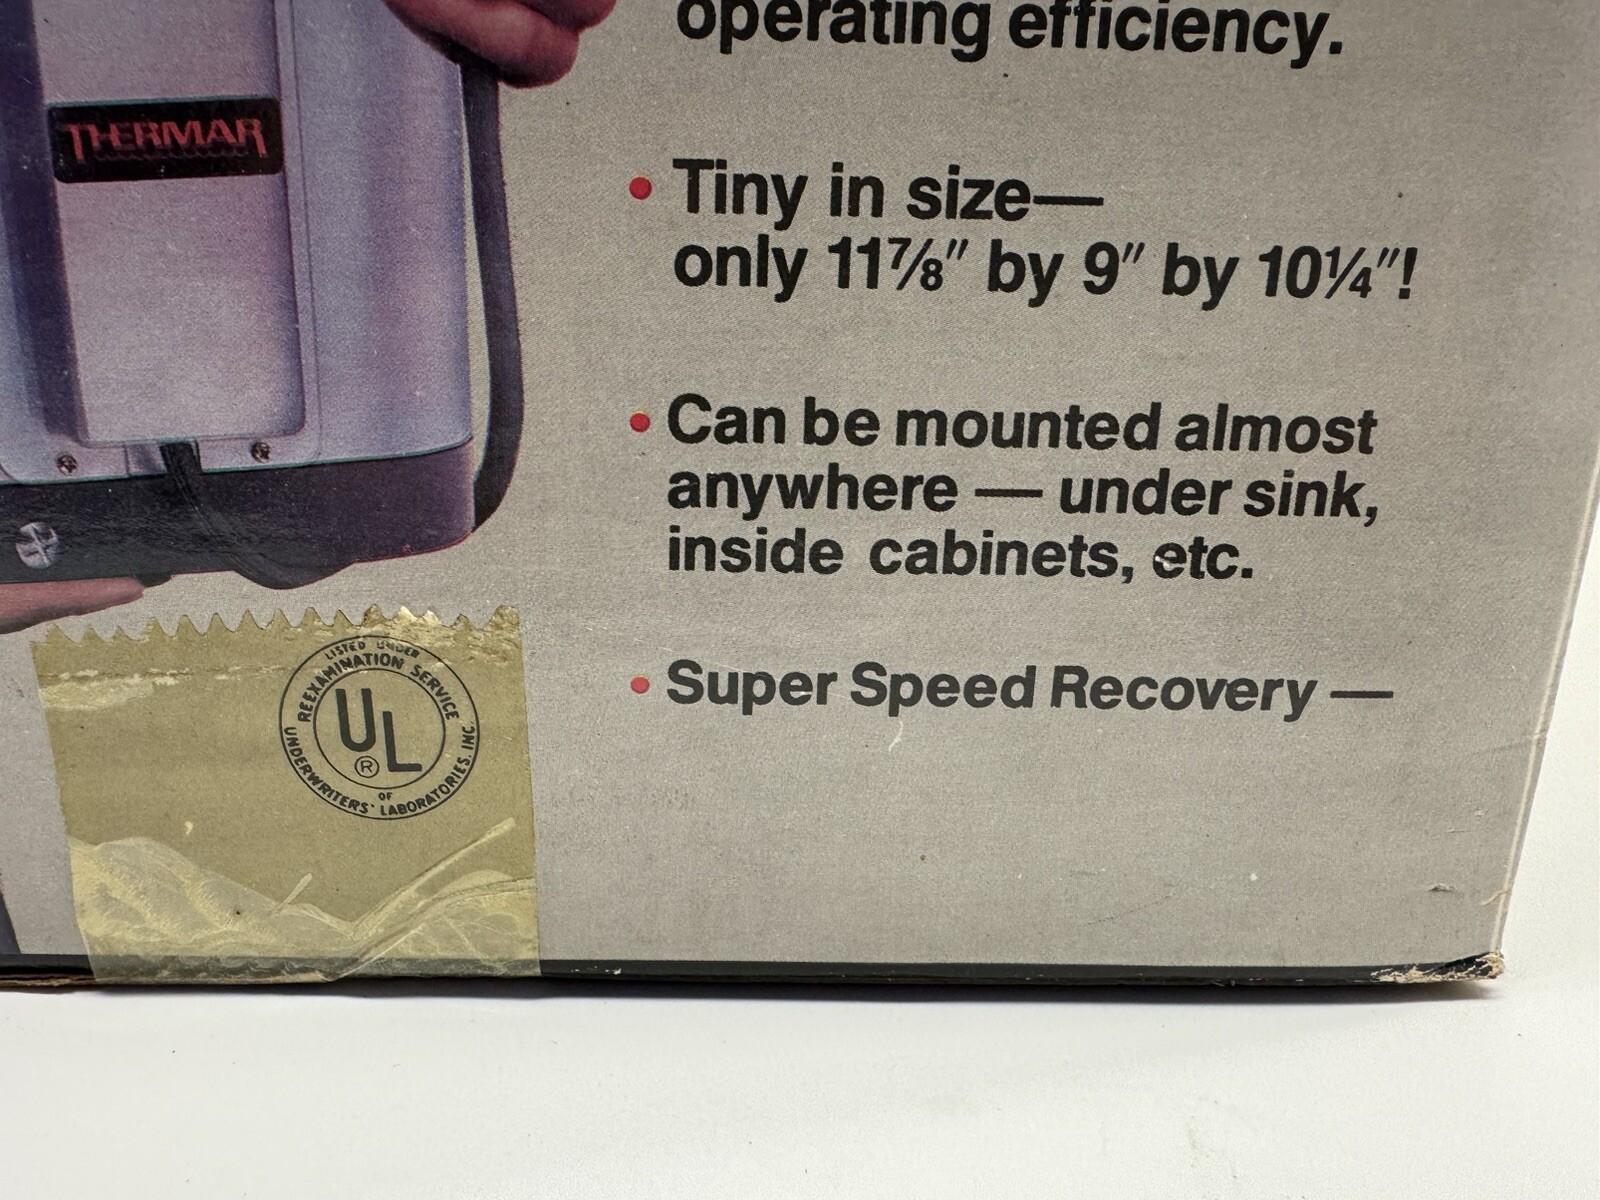 operating efficiency.
THERMAR
• Tiny in size—
only 11⅞″ by 9″ by 10¼″!
• Can be mounted almost
anywhere — under sink,
inside cabinets, etc.
• Super Speed Recovery —
LISTED UNDER
REEXAMINATION SERVICE
UL
®
OF
UNDERWRITERS' LABORATORIES, INC.